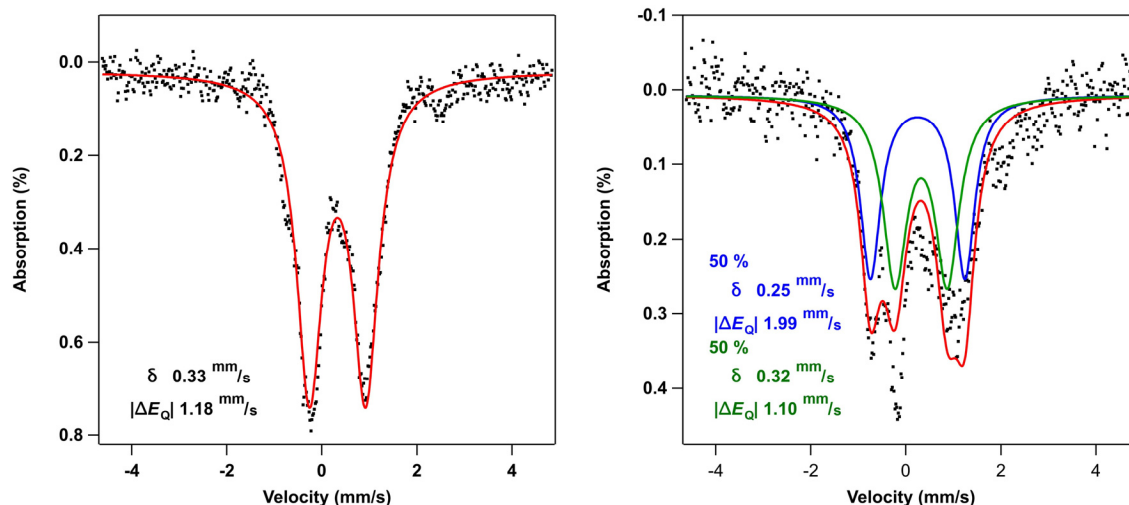 0.0
0.2
0.4
0.6
0.8
Absorption (%)
δ 0.33 mm/s
|ΔEQ| 1.18 mm/s
-4 -2 0 2 4
Velocity (mm/s)
-0.1
0.0
0.1
0.2
0.3
0.4
Absorption (%)
50 %
δ 0.25 mm/s
|ΔEQ| 1.99 mm/s
50 %
δ 0.32 mm/s
|ΔEQ| 1.10 mm/s
-4 -2 0 2 4
Velocity (mm/s)